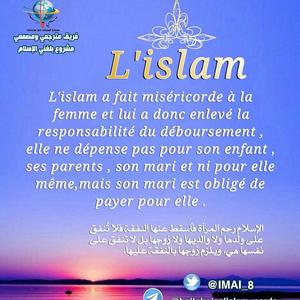 فريق مترجمي ومصممي
مشروع بلغني الإسلام
L'islam
L'islam a fait miséricorde à la
femme et lui a donc enlevé la
responsabilité du déboursement ,
elle ne dépense pas pour son enfant ,
ses parents , son mari et ni pour elle
même,mais son mari est obligé de
payer pour elle .
الإسلام رحم المرأة فأسقط عنها النفقة فلا تُنفق
على ولدها ولا والديها ولا زوجها بل لا تنفق على
نفسها هي، ويلزم زوجها بالنفقة عليها.
@IMAI_8